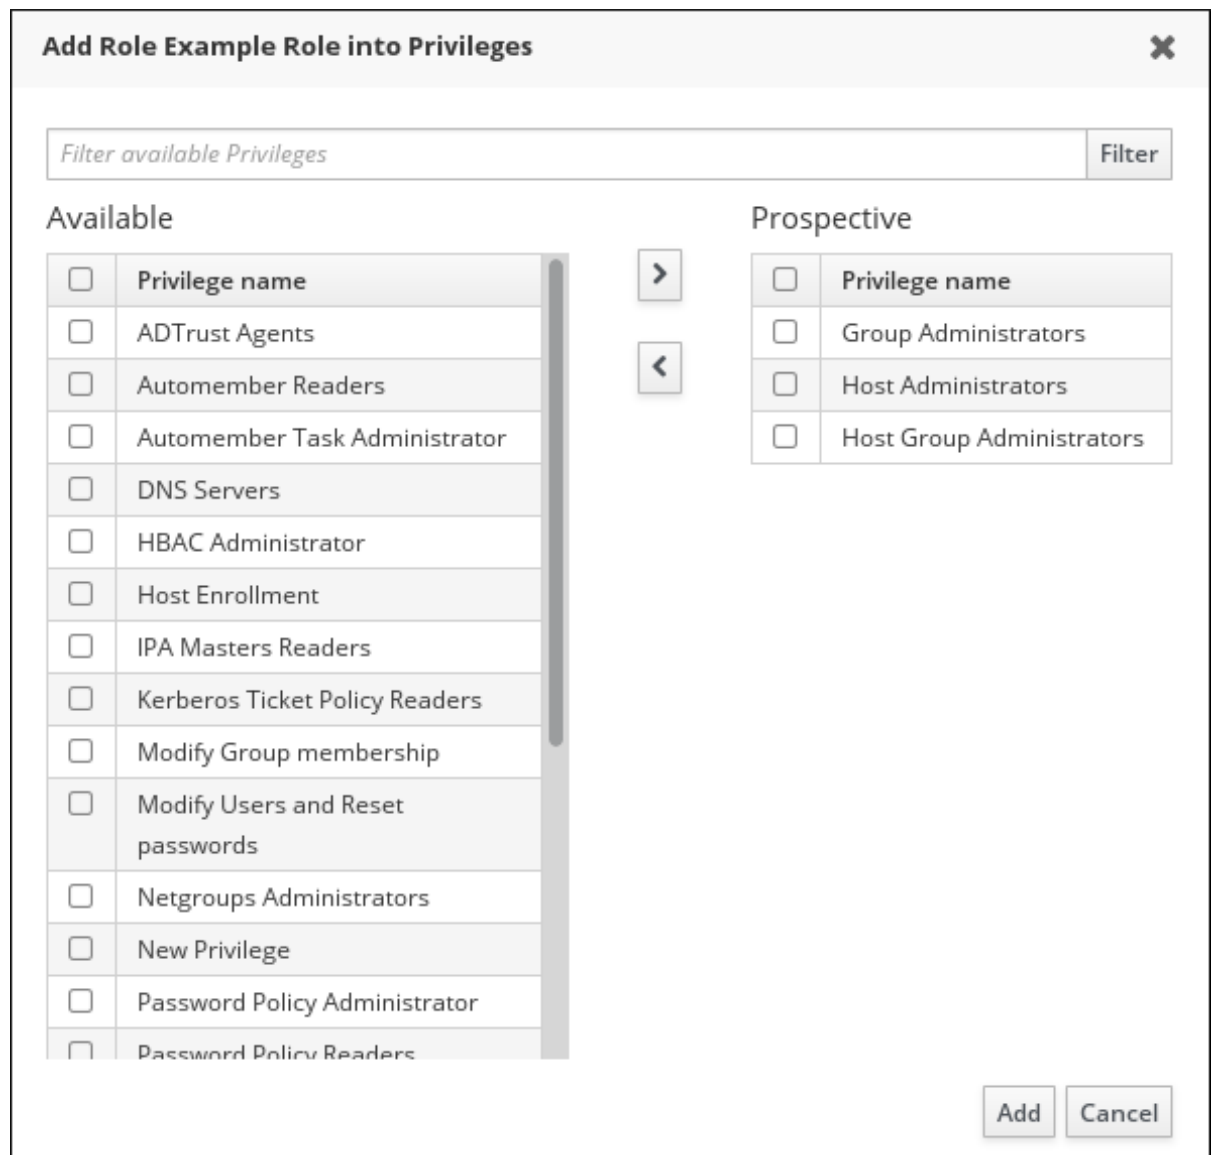 Add Role Example Role into Privileges
Filter available Privileges
Filter
Available
Prospective
Privilege name
ADTrust Agents
Automember Readers
Automember Task Administrator
DNS Servers
HBAC Administrator
Host Enrollment
IPA Masters Readers
Kerberos Ticket Policy Readers
Modify Group membership
Modify Users and Reset
passwords
Netgroups Administrators
New Privilege
Password Policy Administrator
Password Policy Readers
Privilege name
Group Administrators
Host Administrators
Host Group Administrators
Add
Cancel